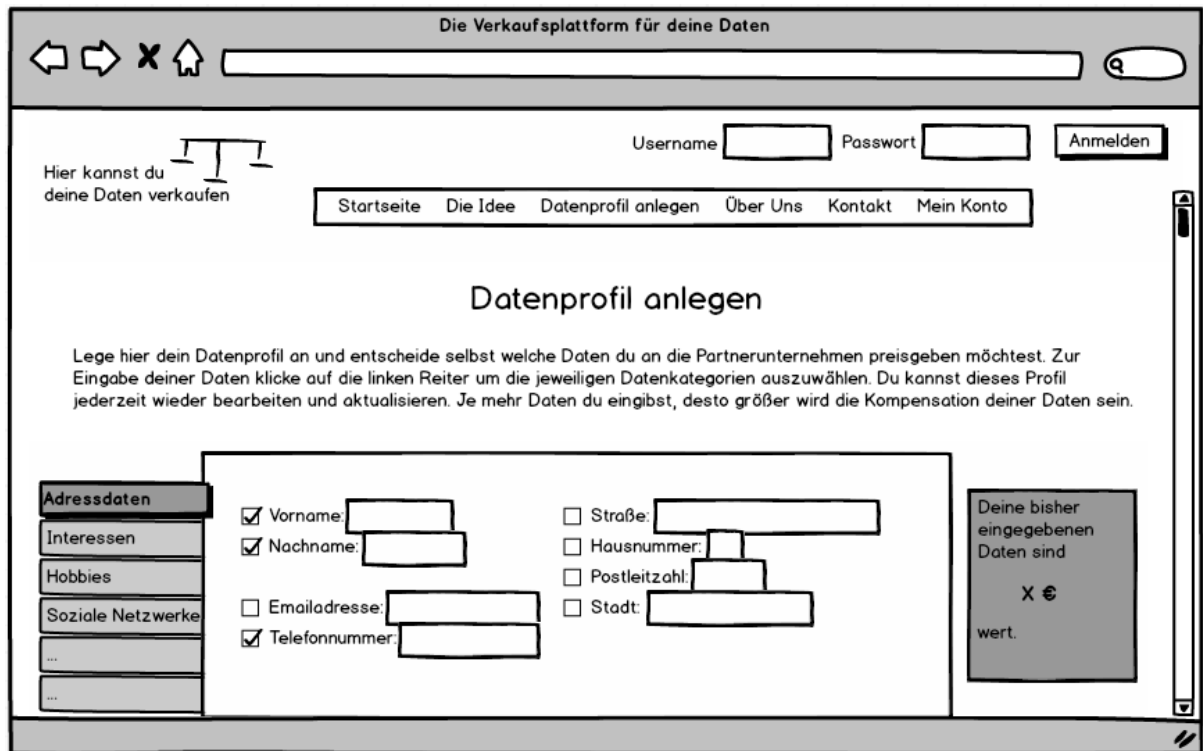 Die Verkaufsplattform für deine Daten
Username
Passwort
Anmelden
Hier kannst du
deine Daten verkaufen
Startseite Die Idee Datenprofil anlegen Über Uns Kontakt Mein Konto
Datenprofil anlegen
Lege hier dein Datenprofil an und entscheide selbst welche Daten du an die Partnerunternehmen preisgeben möchtest. Zur
Eingabe deiner Daten klicke auf die linken Reiter um die jeweiligen Datenkategorien auszuwählen. Du kannst dieses Profil
jederzeit wieder bearbeiten und aktualisieren. Je mehr Daten du eingibst, desto größer wird die Kompensation deiner Daten sein.
Adressdaten
Interessen
Hobbies
Soziale Netzwerke
...
...
Vorname:
Nachname:
Emailadresse:
Telefonnummer:
Straße:
Hausnummer:
Postleitzahl:
Stadt:
Deine bisher
eingegebenen
Daten sind
X €
wert.